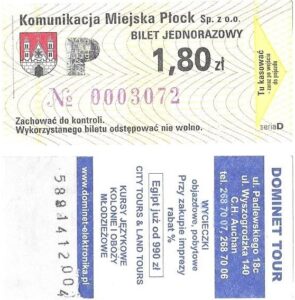 Komunikacja Miejska Płock Sp. z o.o.
BILET JEDNORAZOWY
P
1,80 zł
№ 0003072
Zachować do kontroli.
Wykorzystanego biletu odstępować nie wolno.
Tu kasować
seria D
www.dominet-elektronika.pl
KURSY JĘZYKOWE
KOLONIE I OBOZY
MŁODZIEŻOWE
CITY TOURS & LAND TOURS
Egipt już od 990 zł
WYCIECZKI
objazdowe, pobytowe
Przy zakupie imprezy
rabat %
DOMINET TOUR
ul. Padlewskiego 18c
ul. Wyszogrodzka 140
C.H. Auchan
tel. 268 70 07, 268 70 06